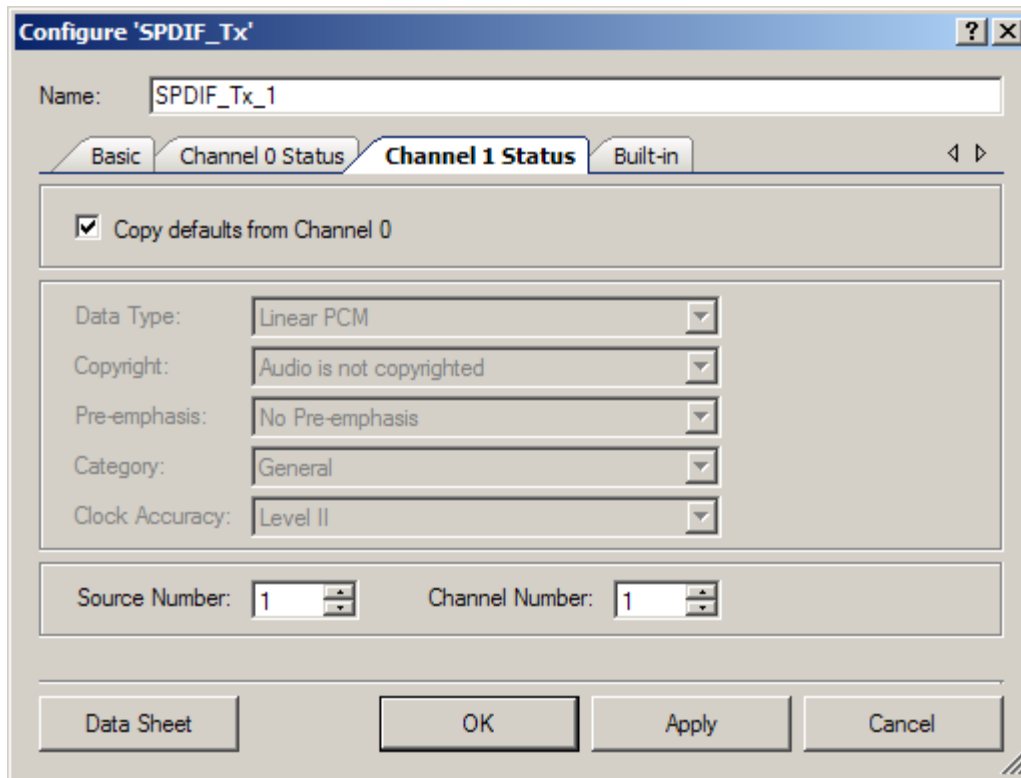 Configure 'SPDIF_Tx'
Name: SPDIF_Tx_1
Basic Channel 0 Status Channel 1 Status Built-in
Copy defaults from Channel 0
Data Type: Linear PCM
Copyright: Audio is not copyrighted
Pre-emphasis: No Pre-emphasis
Category: General
Clock Accuracy: Level II
Source Number: 1 Channel Number: 1
Data Sheet OK Apply Cancel